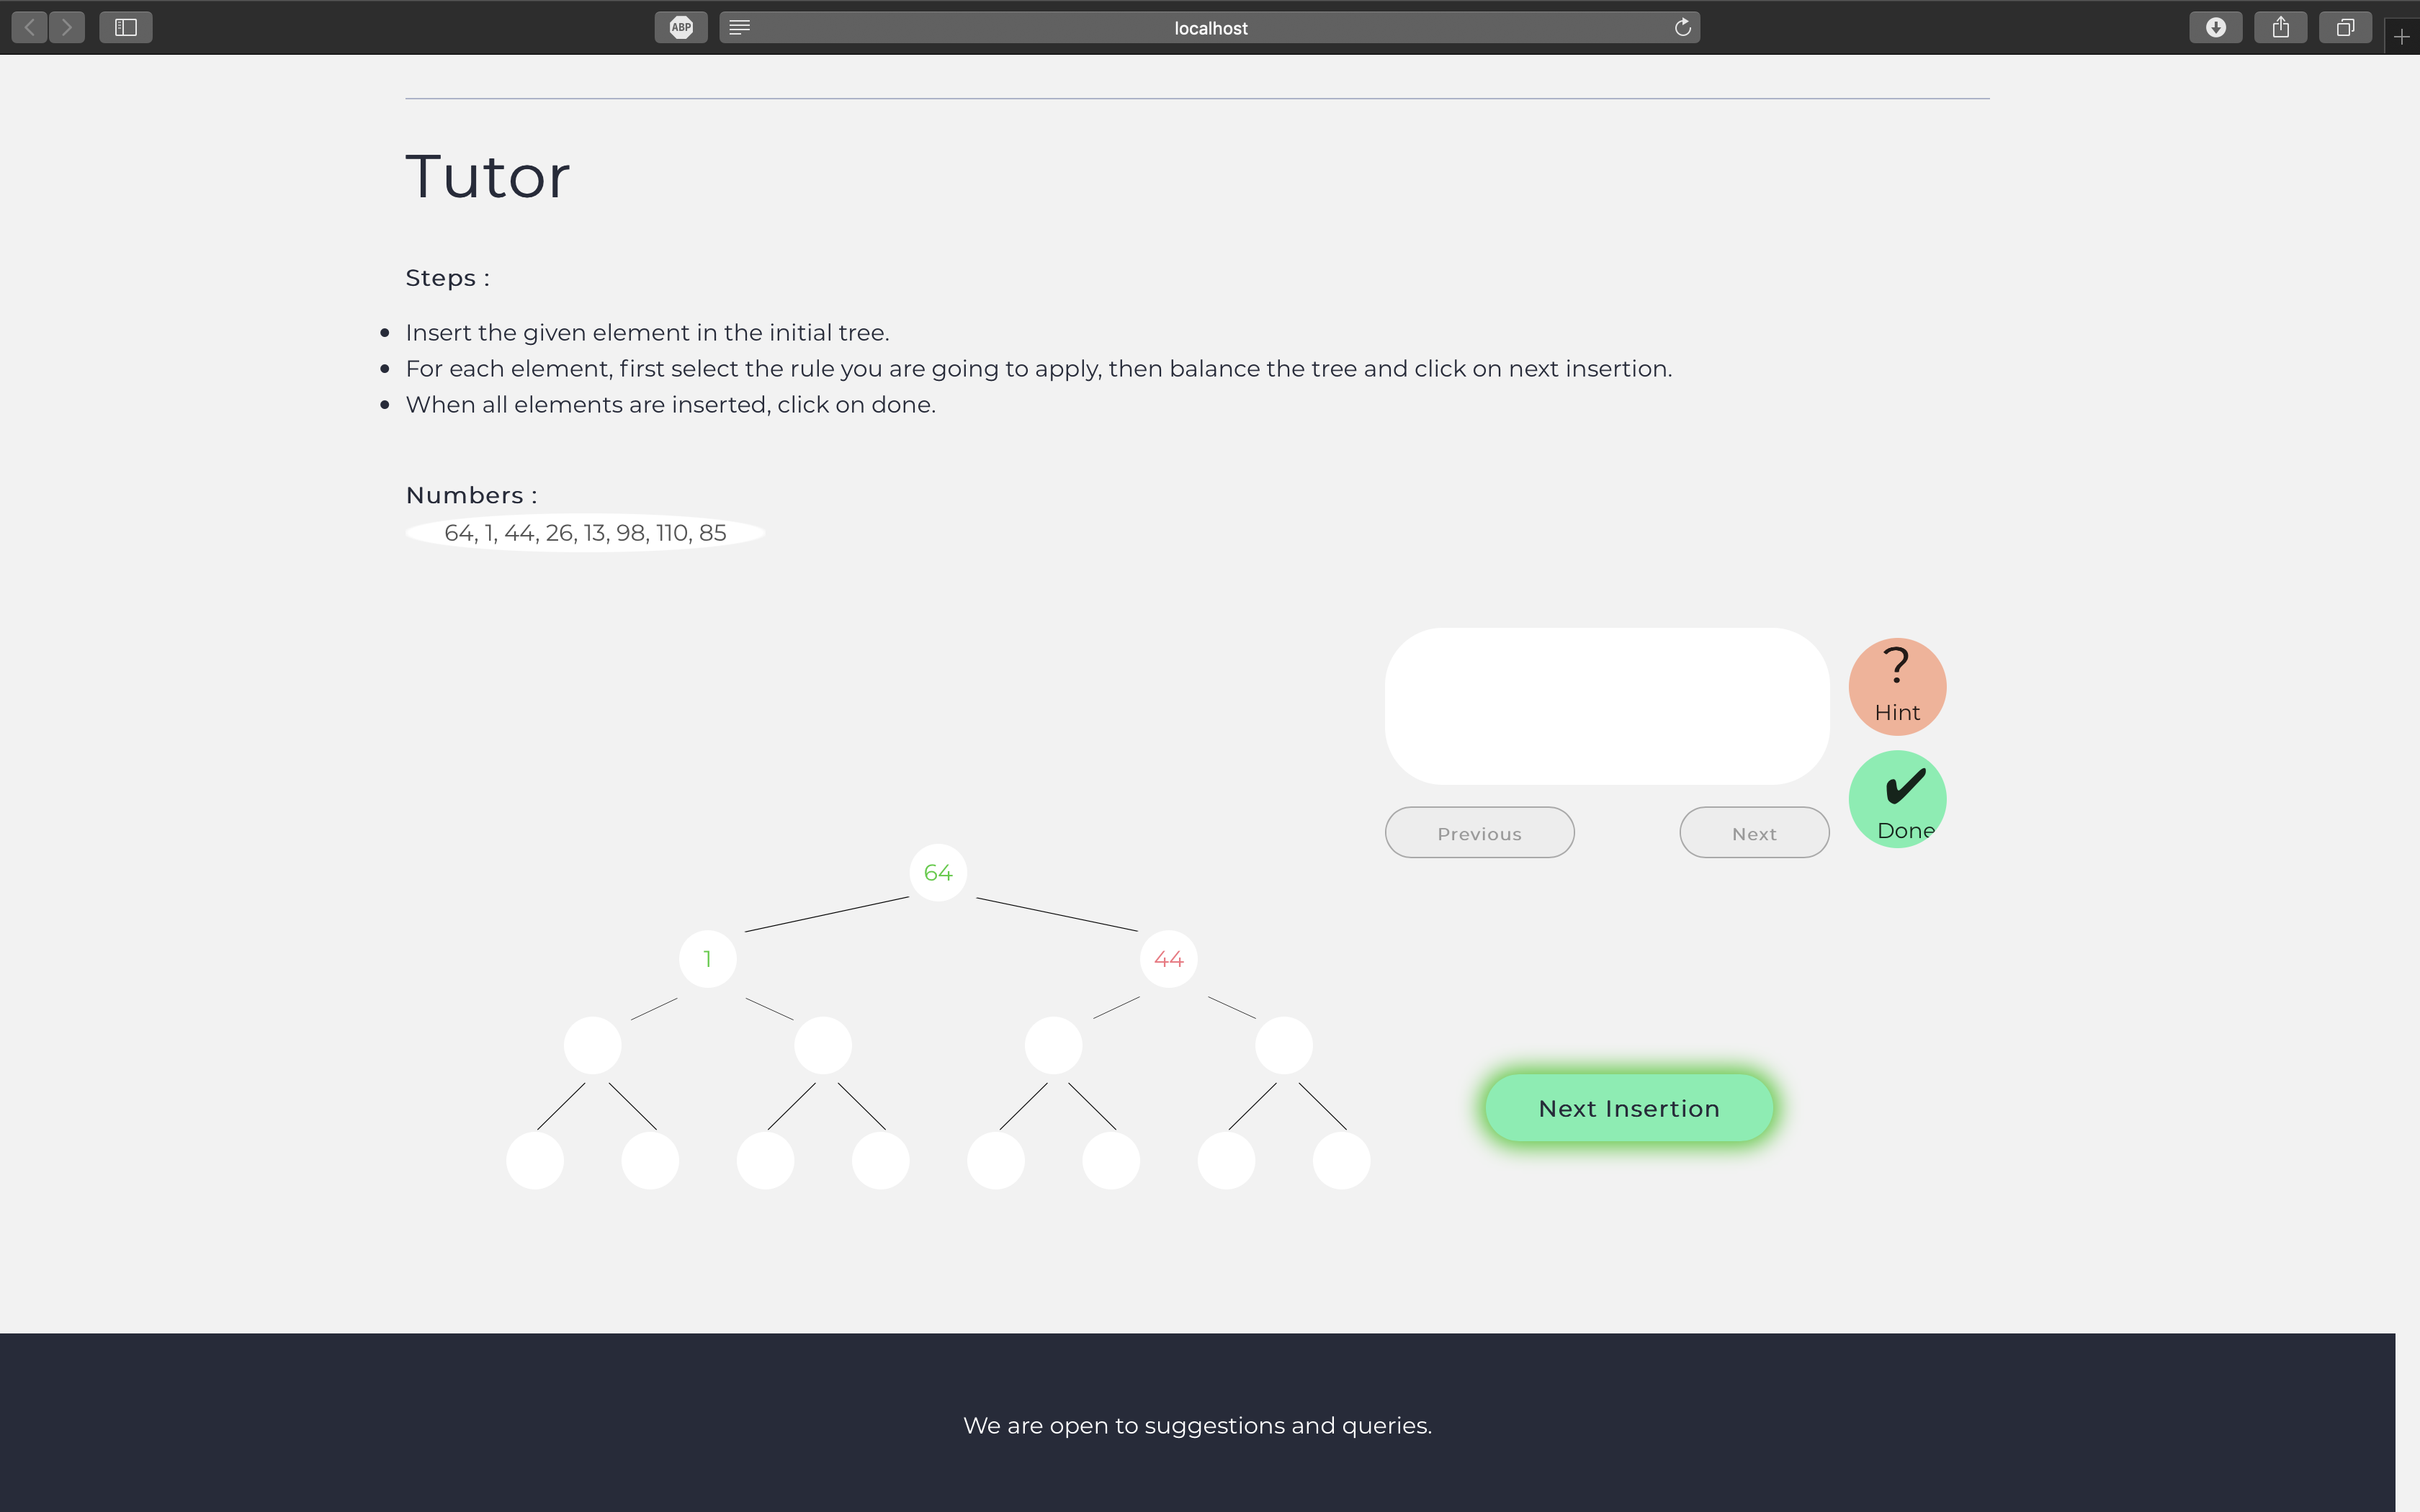 ABP
localhost
Tutor
Steps :
Insert the given element in the initial tree.
For each element, first select the rule you are going to apply, then balance the tree and click on next insertion.
When all elements are inserted, click on done.
Numbers :
64, 1, 44, 26, 13, 98, 110, 85
?
Hint
✔
Done
Previous
Next
64
1
44
Next Insertion
We are open to suggestions and queries.